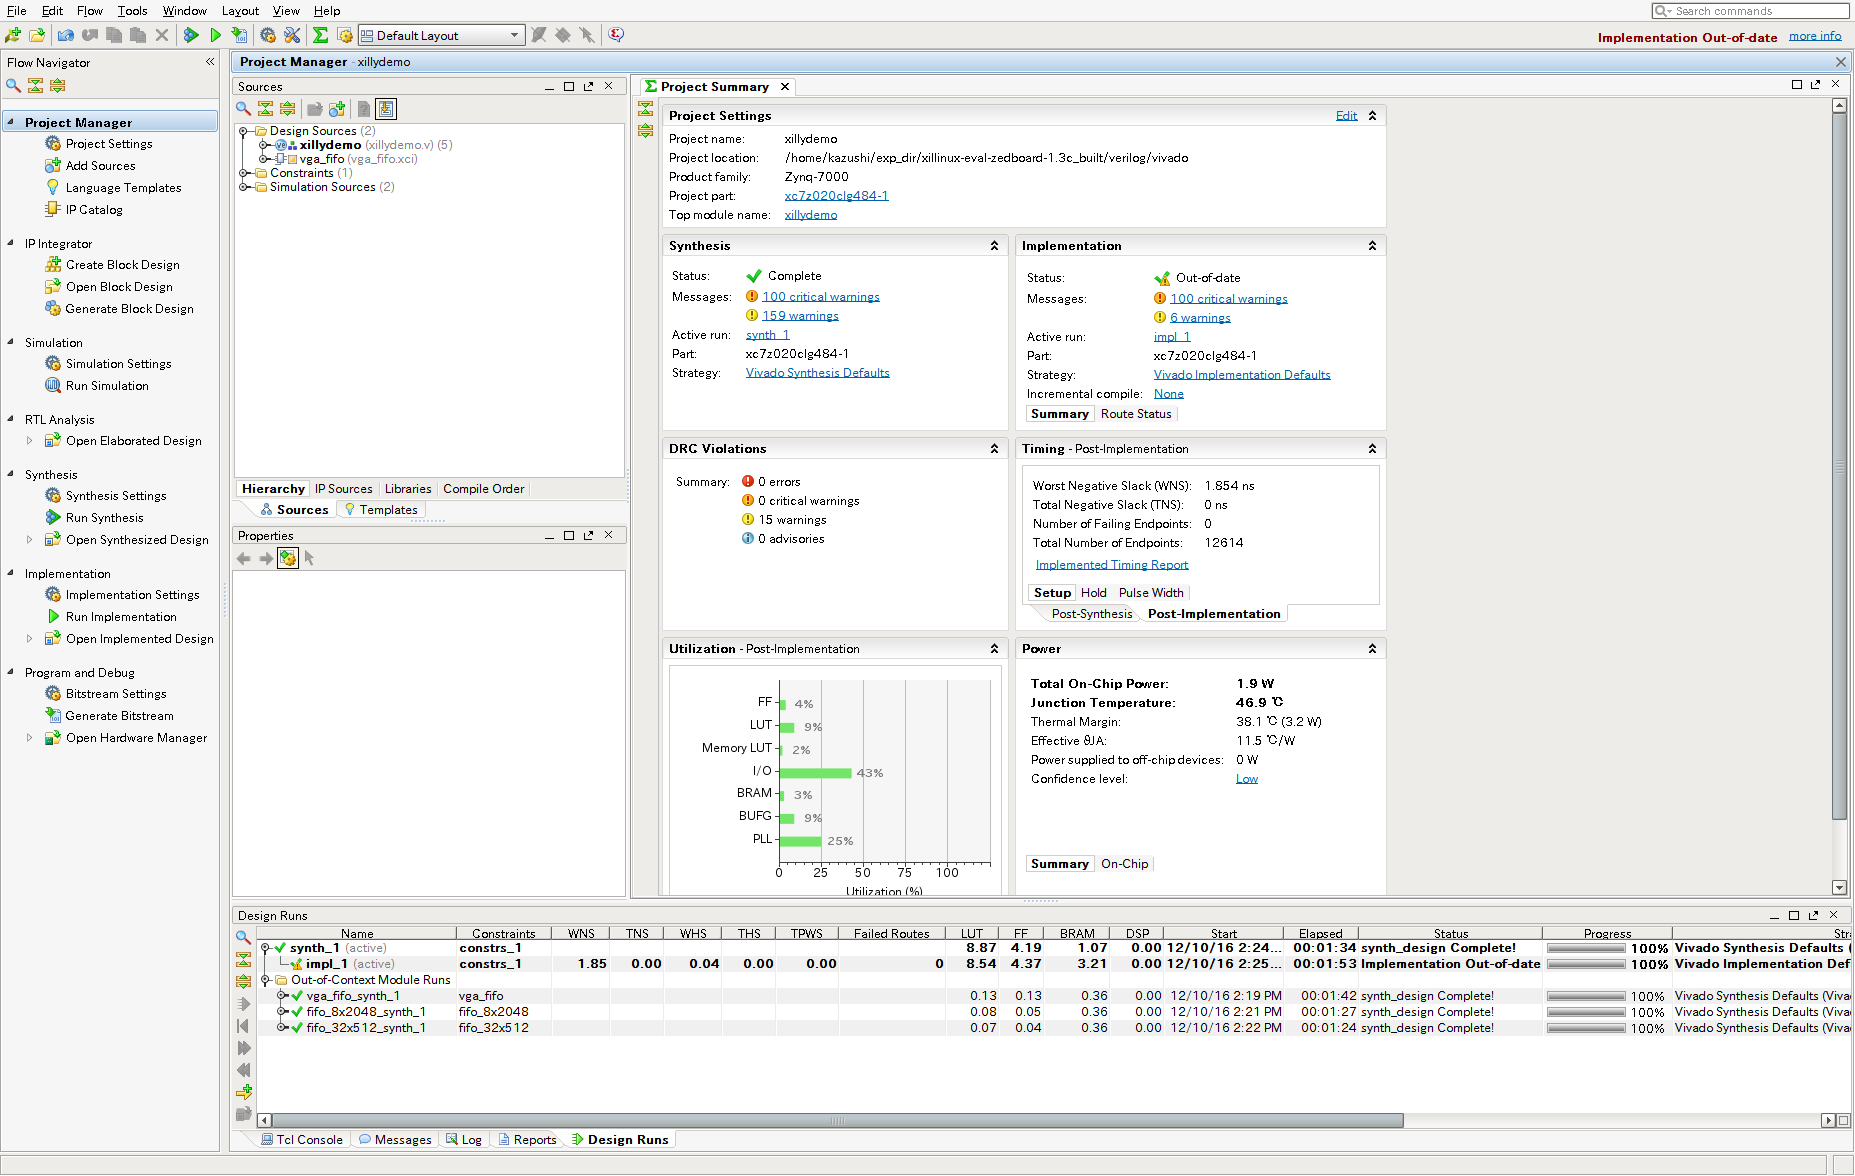 File Edit Flow Tools Window Layout View Help
Search commands
Default Layout
Implementation Out-of-date more info
Flow Navigator
Project Manager
Project Settings
Add Sources
Language Templates
IP Catalog
IP Integrator
Create Block Design
Open Block Design
Generate Block Design
Simulation
Simulation Settings
Run Simulation
RTL Analysis
Open Elaborated Design
Synthesis
Synthesis Settings
Run Synthesis
Open Synthesized Design
Implementation
Implementation Settings
Run Implementation
Open Implemented Design
Program and Debug
Bitstream Settings
Generate Bitstream
Open Hardware Manager
Project Manager - xillydemo
Sources
Design Sources (2)
xillydemo (xillydemo.v) (5)
vga_fifo (vga_fifo.xci)
Constraints (1)
Simulation Sources (2)
Hierarchy IP Sources Libraries Compile Order
Sources Templates
Properties
Project Summary
Project Settings Edit
Project name: xillydemo
Project location: /home/kazushi/exp_dir/xillinux-eval-zedboard-1.3c_built/verilog/vivado
Product family: Zynq-7000
Project part: xc7z020clg484-1
Top module name: xillydemo
Synthesis
Status: Complete
Messages: 100 critical warnings
159 warnings
Active run: synth_1
Part: xc7z020clg484-1
Strategy: Vivado Synthesis Defaults
Implementation
Status: Out-of-date
Messages: 100 critical warnings
6 warnings
Active run: impl_1
Part: xc7z020clg484-1
Strategy: Vivado Implementation Defaults
Incremental compile: None
Summary Route Status
DRC Violations
Summary: 0 errors
0 critical warnings
15 warnings
0 advisories
Timing - Post-Implementation
Worst Negative Slack (WNS): 1.854 ns
Total Negative Slack (TNS): 0 ns
Number of Failing Endpoints: 0
Total Number of Endpoints: 12614
Implemented Timing Report
Setup Hold Pulse Width
Post-Synthesis Post-Implementation
Utilization - Post-Implementation
FF 4%
LUT 9%
Memory LUT 2%
I/O 43%
BRAM 3%
BUFG 9%
PLL 25%
0 25 50 75 100
Utilization (%)
Power
Total On-Chip Power: 1.9 W
Junction Temperature: 46.9 ℃
Thermal Margin: 38.1 ℃ (3.2 W)
Effective ϑJA: 11.5 ℃/W
Power supplied to off-chip devices: 0 W
Confidence level: Low
Summary On-Chip
Design Runs
Name Constraints WNS TNS WHS THS TPWS Failed Routes LUT FF BRAM DSP Start Elapsed Status Progress Stra
synth_1 (active) constrs_1 8.87 4.19 1.07 0.00 12/10/16 2:24... 00:01:34 synth_design Complete! 100% Vivado Synthesis Defaults (
impl_1 (active) constrs_1 1.85 0.00 0.04 0.00 0.00 0 8.54 4.37 3.21 0.00 12/10/16 2:25... 00:01:53 Implementation Out-of-date 100% Vivado Implementation Def
Out-of-Context Module Runs
vga_fifo_synth_1 vga_fifo 0.13 0.13 0.36 0.00 12/10/16 2:19 PM 00:01:42 synth_design Complete! 100% Vivado Synthesis Defaults (Viva
fifo_8x2048_synth_1 fifo_8x2048 0.08 0.05 0.36 0.00 12/10/16 2:21 PM 00:01:27 synth_design Complete! 100% Vivado Synthesis Defaults (Viva
fifo_32x512_synth_1 fifo_32x512 0.07 0.04 0.36 0.00 12/10/16 2:22 PM 00:01:24 synth_design Complete! 100% Vivado Synthesis Defaults (Viva
Tcl Console Messages Log Reports Design Runs